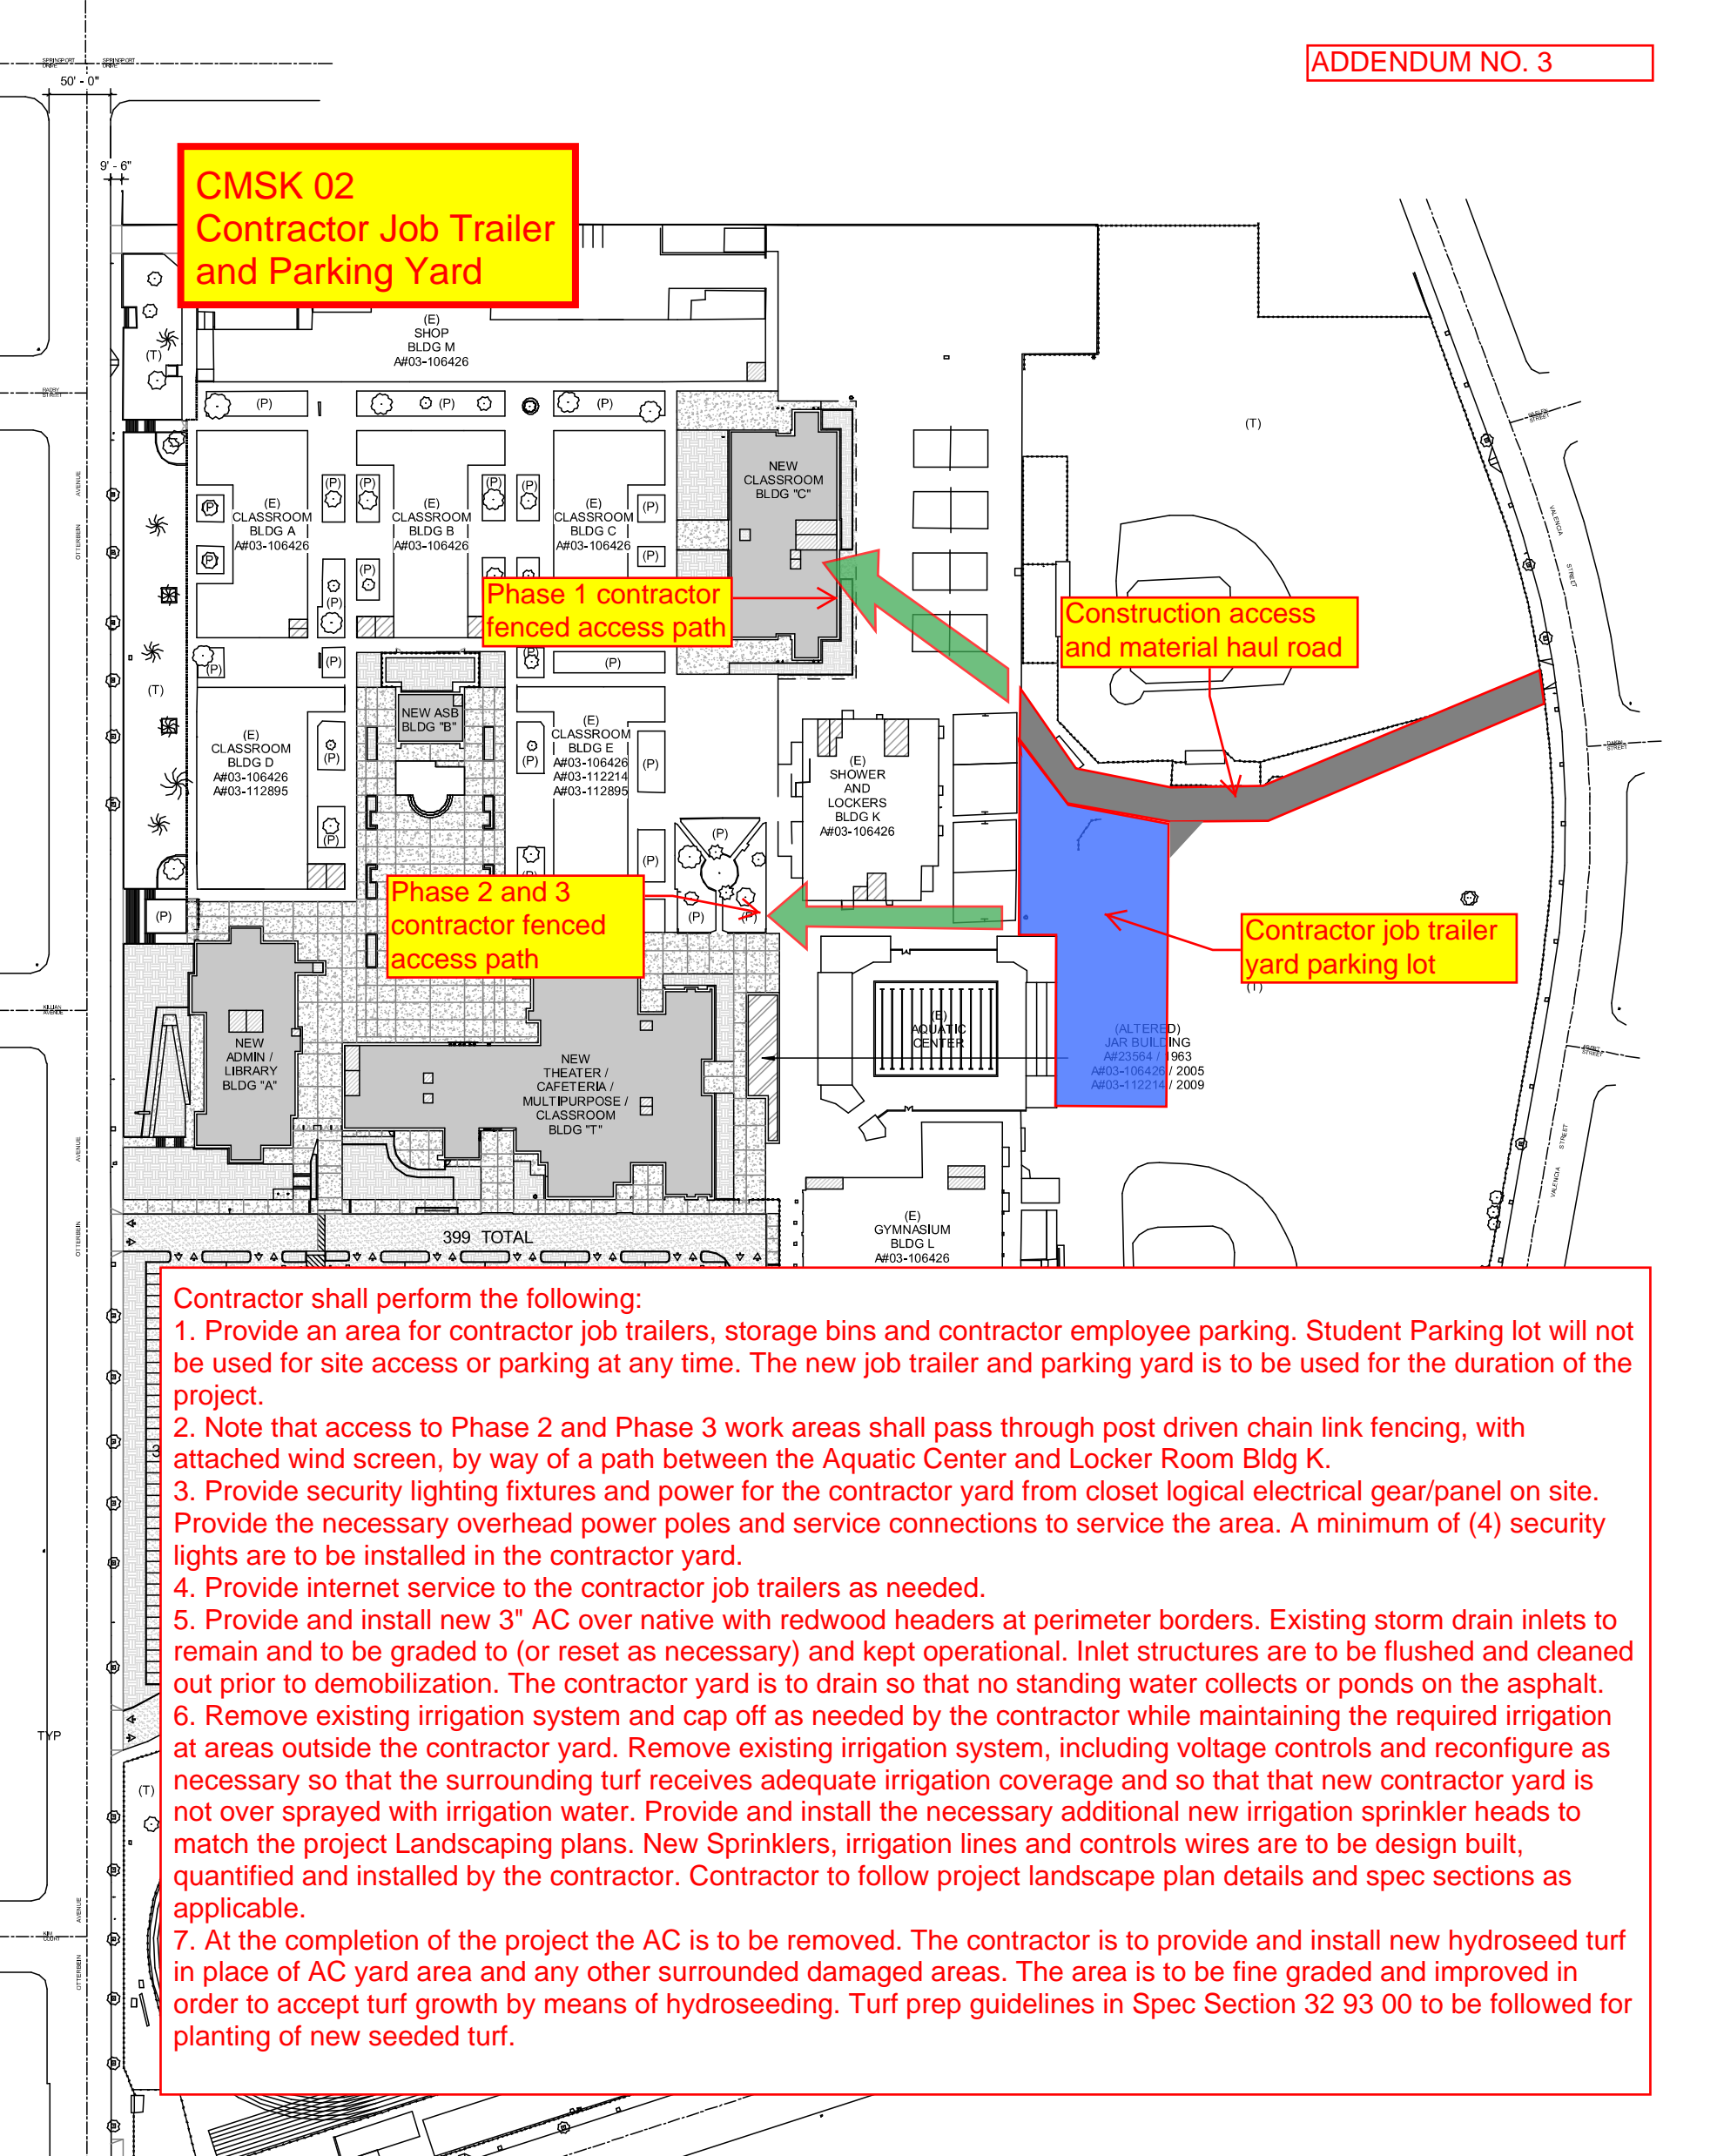 ADDENDUM NO. 3
SPRINGPORT
DRIVE
SPRINGPORT
50' - 0"
9' - 6"
CMSK 02
Contractor Job Trailer
and Parking Yard
(E)
SHOP
BLDG M
A#03-106426
(T)
(P)
(P)
(P)
(T)
AVENUE
OTTERBEIN
(E)
CLASSROOM
BLDG A
A#03-106426
(E)
CLASSROOM
BLDG B
A#03-106426
(E)
CLASSROOM
BLDG C
A#03-106426
(P)
(P)
(P)
(P)
(P)
(P)
(P)
(P)
(P)
(P)
NEW
CLASSROOM
BLDG "C"
VALENCIA
STREET
Phase 1 contractor
fenced access path
Construction access
and material haul road
(P)
(P)
(P)
(P)
(T)
NEW ASB
BLDG "B"
(E)
CLASSROOM
BLDG D
A#03-106426
A#03-112895
(P)
(P)
(E)
CLASSROOM
BLDG E
A#03-106426
A#03-112214
A#03-112895
(P)
(P)
(E)
SHOWER
AND
LOCKERS
BLDG K
A#03-106426
(P)
(P)
(P)
(P)
(P)
(P)
Phase 2 and 3
contractor fenced
access path
Contractor job trailer
yard parking lot
(T)
KILLIAN
AVENUE
NEW
ADMIN /
LIBRARY
BLDG "A"
NEW
THEATER /
CAFETERIA /
MULTIPURPOSE /
CLASSROOM
BLDG "T"
(E)
AQUATIC
CENTER
(ALTERED)
JAR BUILDING
A#23564 / 1963
A#03-106426 / 2005
A#03-112214 / 2009
AVENUE
OTTERBEIN
STREET
VALENCIA
399 TOTAL
(E)
GYMNASIUM
BLDG L
A#03-106426
Contractor shall perform the following:
1. Provide an area for contractor job trailers, storage bins and contractor employee parking. Student Parking lot will not
be used for site access or parking at any time. The new job trailer and parking yard is to be used for the duration of the
project.
2. Note that access to Phase 2 and Phase 3 work areas shall pass through post driven chain link fencing, with
attached wind screen, by way of a path between the Aquatic Center and Locker Room Bldg K.
3. Provide security lighting fixtures and power for the contractor yard from closet logical electrical gear/panel on site.
Provide the necessary overhead power poles and service connections to service the area. A minimum of (4) security
lights are to be installed in the contractor yard.
4. Provide internet service to the contractor job trailers as needed.
5. Provide and install new 3" AC over native with redwood headers at perimeter borders. Existing storm drain inlets to
remain and to be graded to (or reset as necessary) and kept operational. Inlet structures are to be flushed and cleaned
out prior to demobilization. The contractor yard is to drain so that no standing water collects or ponds on the asphalt.
6. Remove existing irrigation system and cap off as needed by the contractor while maintaining the required irrigation
at areas outside the contractor yard. Remove existing irrigation system, including voltage controls and reconfigure as
necessary so that the surrounding turf receives adequate irrigation coverage and so that that new contractor yard is
not over sprayed with irrigation water. Provide and install the necessary additional new irrigation sprinkler heads to
match the project Landscaping plans. New Sprinklers, irrigation lines and controls wires are to be design built,
quantified and installed by the contractor. Contractor to follow project landscape plan details and spec sections as
applicable.
7. At the completion of the project the AC is to be removed. The contractor is to provide and install new hydroseed turf
in place of AC yard area and any other surrounded damaged areas. The area is to be fine graded and improved in
order to accept turf growth by means of hydroseeding. Turf prep guidelines in Spec Section 32 93 00 to be followed for
planting of new seeded turf.
TYP
(T)
AVENUE
OTTERBEIN